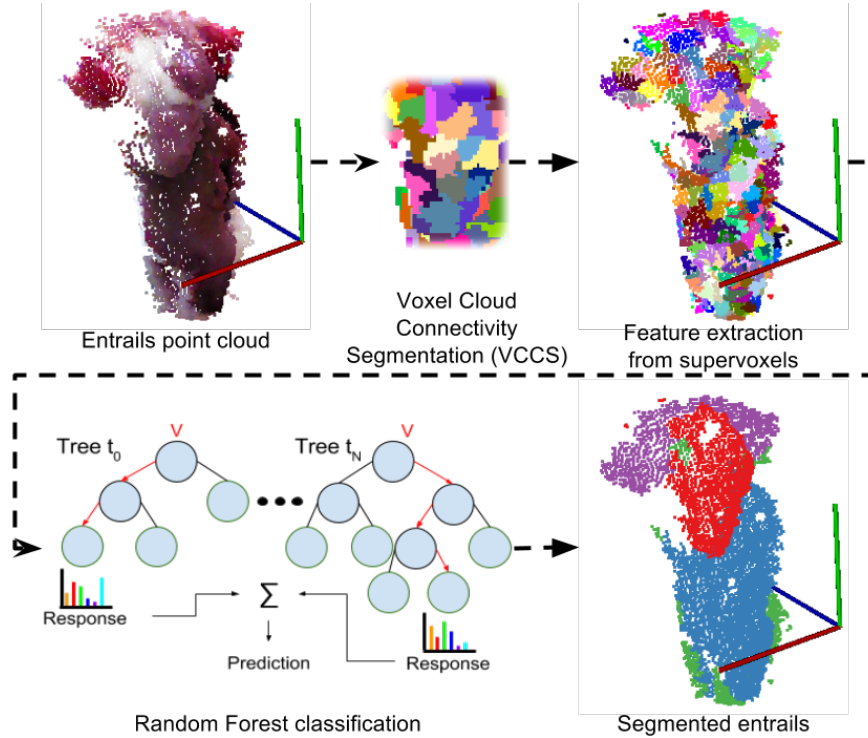 Entrails point cloud
Voxel Cloud
Connectivity
Segmentation (VCCS)
Feature extraction
from supervoxels
V
Tree t₀
V
Tree t_N
Response
Σ
Prediction
Response
Random Forest classification
Segmented entrails